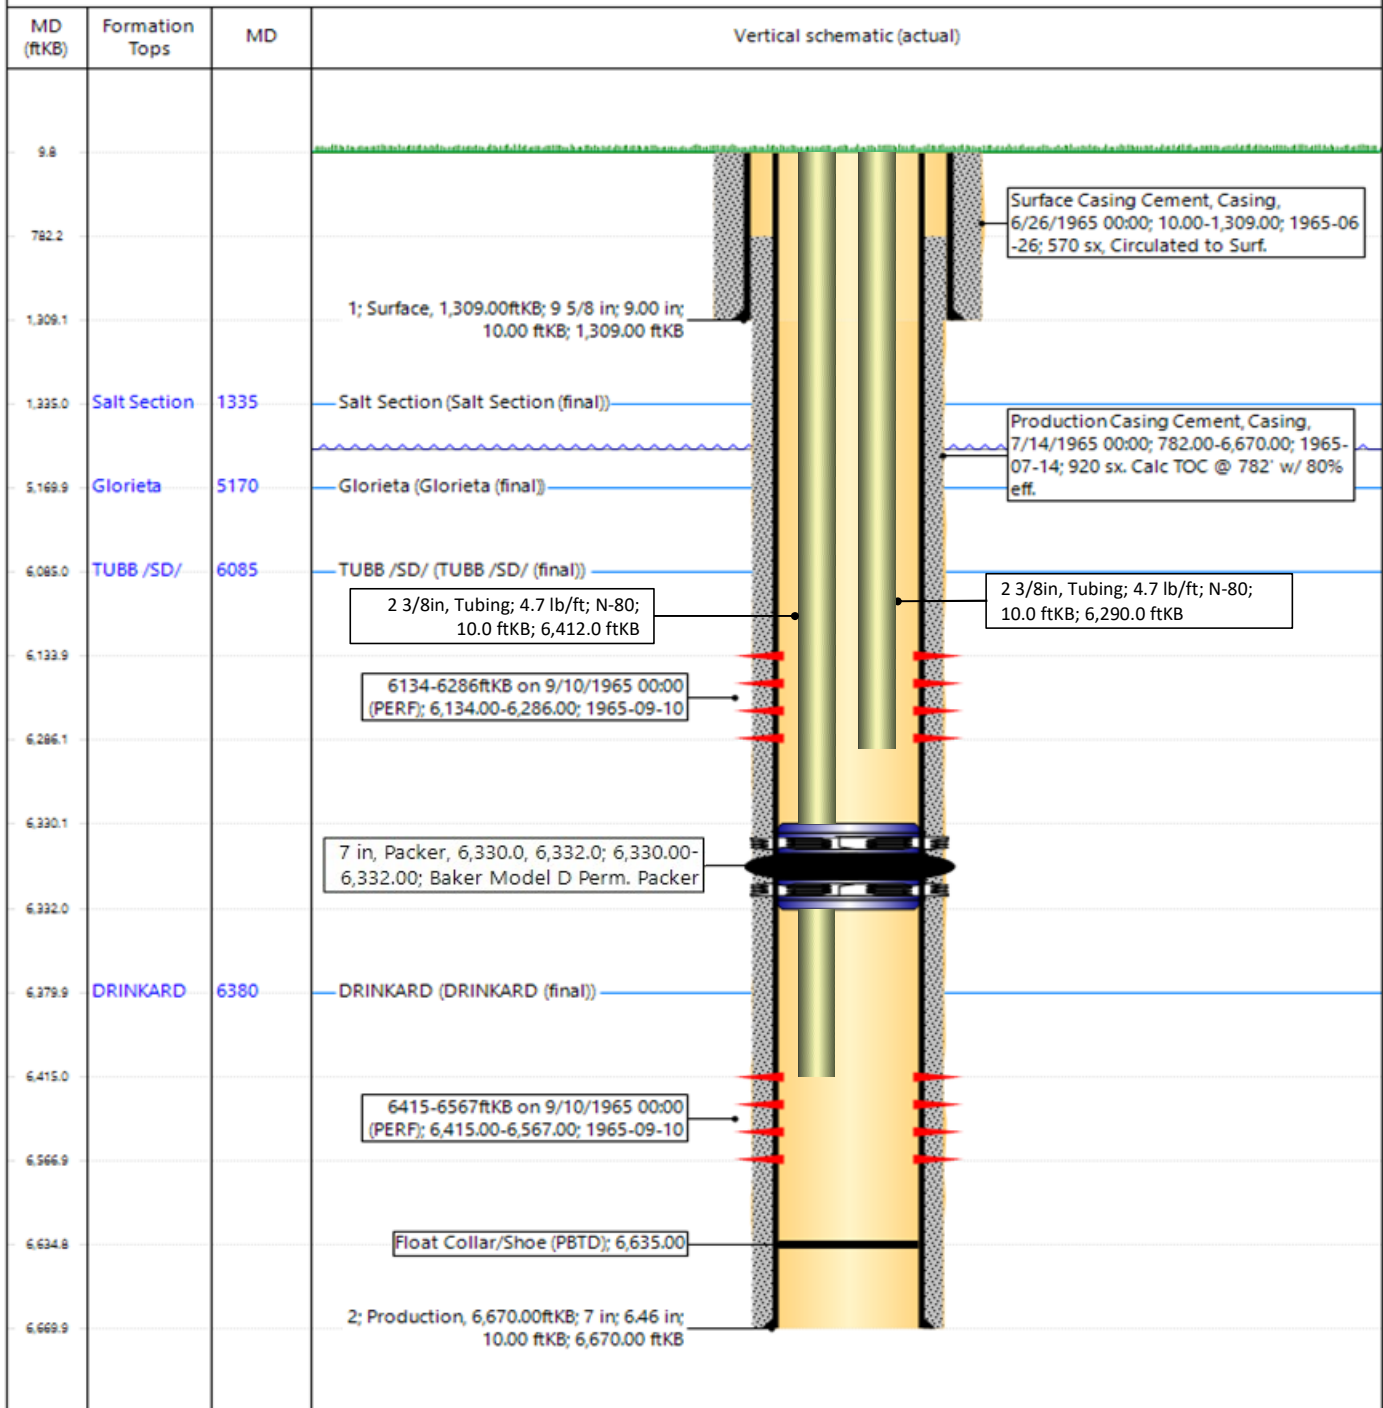 MD
(ftKB)
Formation
Tops
MD
Vertical schematic (actual)
9.8
782.2
Surface Casing Cement, Casing,
6/26/1965 00:00; 10.00-1,309.00; 1965-06
-26; 570 sx, Circulated to Surf.
1; Surface, 1,309.00ftKB; 9 5/8 in; 9.00 in;
10.00 ftKB; 1,309.00 ftKB
1,309.1
1,335.0 Salt Section 1335 Salt Section (Salt Section (final))
Production Casing Cement, Casing,
7/14/1965 00:00; 782.00-6,670.00; 1965-
07-14; 920 sx. Calc TOC @ 782' w/ 80%
eff.
5,169.9 Glorieta 5170 Glorieta (Glorieta (final))
6,085.0 TUBB /SD/ 6085 TUBB /SD/ (TUBB /SD/ (final))
2 3/8in, Tubing; 4.7 lb/ft; N-80;
10.0 ftKB; 6,412.0 ftKB
2 3/8in, Tubing; 4.7 lb/ft; N-80;
10.0 ftKB; 6,290.0 ftKB
6,133.9
6134-6286ftKB on 9/10/1965 00:00
(PERF); 6,134.00-6,286.00; 1965-09-10
6,286.1
6,330.1
7 in, Packer, 6,330.0, 6,332.0; 6,330.00-
6,332.00; Baker Model D Perm. Packer
6,332.0
6,379.9 DRINKARD 6380 DRINKARD (DRINKARD (final))
6,415.0
6415-6567ftKB on 9/10/1965 00:00
(PERF); 6,415.00-6,567.00; 1965-09-10
6,566.9
6,634.8 Float Collar/Shoe (PBTD); 6,635.00
2; Production, 6,670.00ftKB; 7 in; 6.46 in;
10.00 ftKB; 6,670.00 ftKB
6,669.9